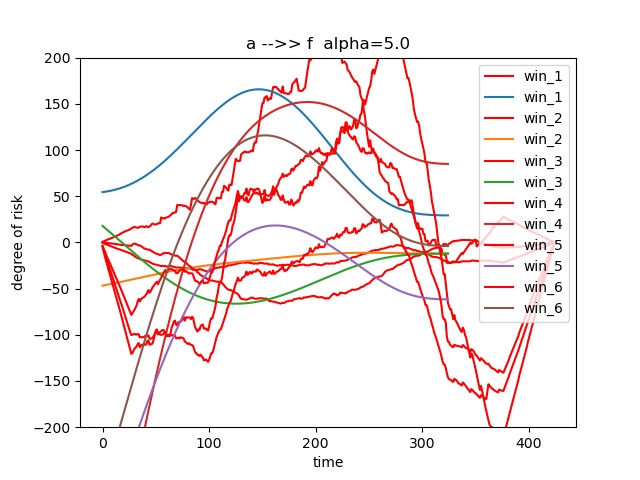 a -->> f  alpha=5.0
degree of risk
200
150
100
50
0
−50
−100
−150
−200
0
100
200
300
400
time
win_1
win_1
win_2
win_2
win_3
win_3
win_4
win_4
win_5
win_5
win_6
win_6